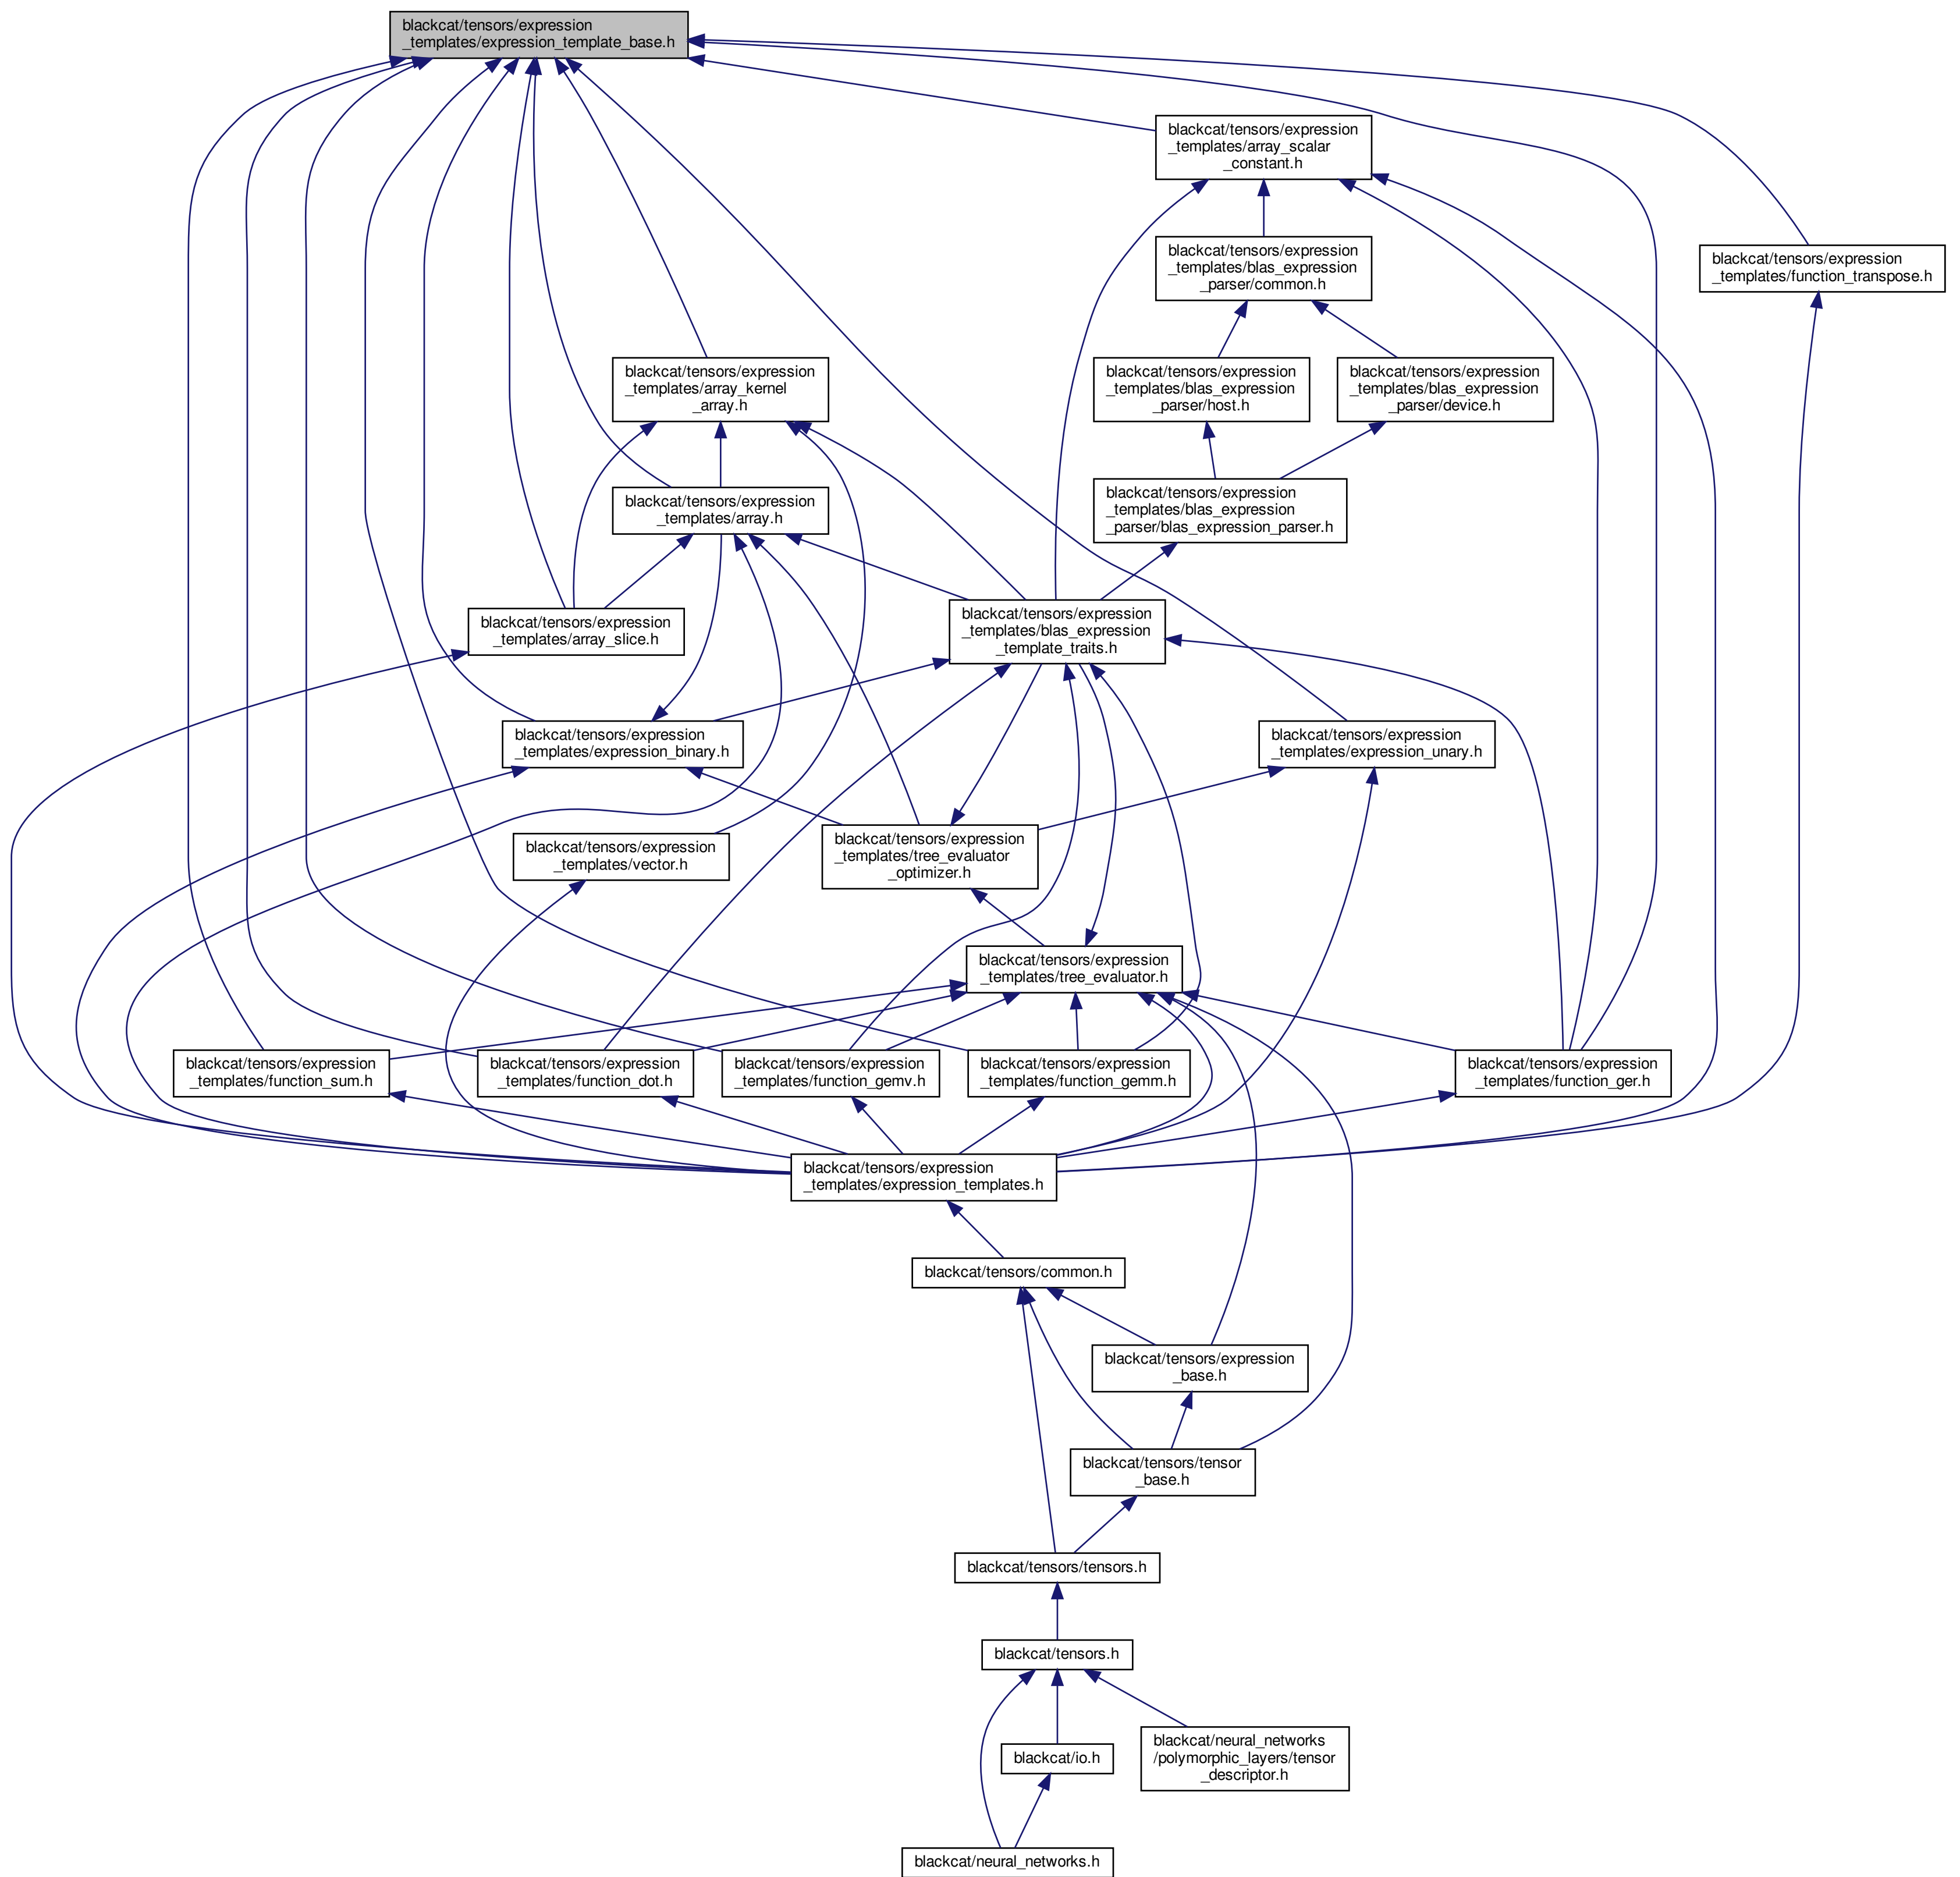 blackcat/tensors/expression
_templates/expression_template_base.h
blackcat/tensors/expression
_templates/array_scalar
_constant.h
blackcat/tensors/expression
_templates/blas_expression
_parser/common.h
blackcat/tensors/expression
_templates/function_transpose.h
blackcat/tensors/expression
_templates/array_kernel
_array.h
blackcat/tensors/expression
_templates/blas_expression
_parser/host.h
blackcat/tensors/expression
_templates/blas_expression
_parser/device.h
blackcat/tensors/expression
_templates/array.h
blackcat/tensors/expression
_templates/blas_expression
_parser/blas_expression_parser.h
blackcat/tensors/expression
_templates/array_slice.h
blackcat/tensors/expression
_templates/blas_expression
_template_traits.h
blackcat/tensors/expression
_templates/expression_binary.h
blackcat/tensors/expression
_templates/expression_unary.h
blackcat/tensors/expression
_templates/vector.h
blackcat/tensors/expression
_templates/tree_evaluator
_optimizer.h
blackcat/tensors/expression
_templates/tree_evaluator.h
blackcat/tensors/expression
_templates/function_sum.h
blackcat/tensors/expression
_templates/function_dot.h
blackcat/tensors/expression
_templates/function_gemv.h
blackcat/tensors/expression
_templates/function_gemm.h
blackcat/tensors/expression
_templates/function_ger.h
blackcat/tensors/expression
_templates/expression_templates.h
blackcat/tensors/common.h
blackcat/tensors/expression
_base.h
blackcat/tensors/tensor
_base.h
blackcat/tensors/tensors.h
blackcat/tensors.h
blackcat/io.h
blackcat/neural_networks
/polymorphic_layers/tensor
_descriptor.h
blackcat/neural_networks.h